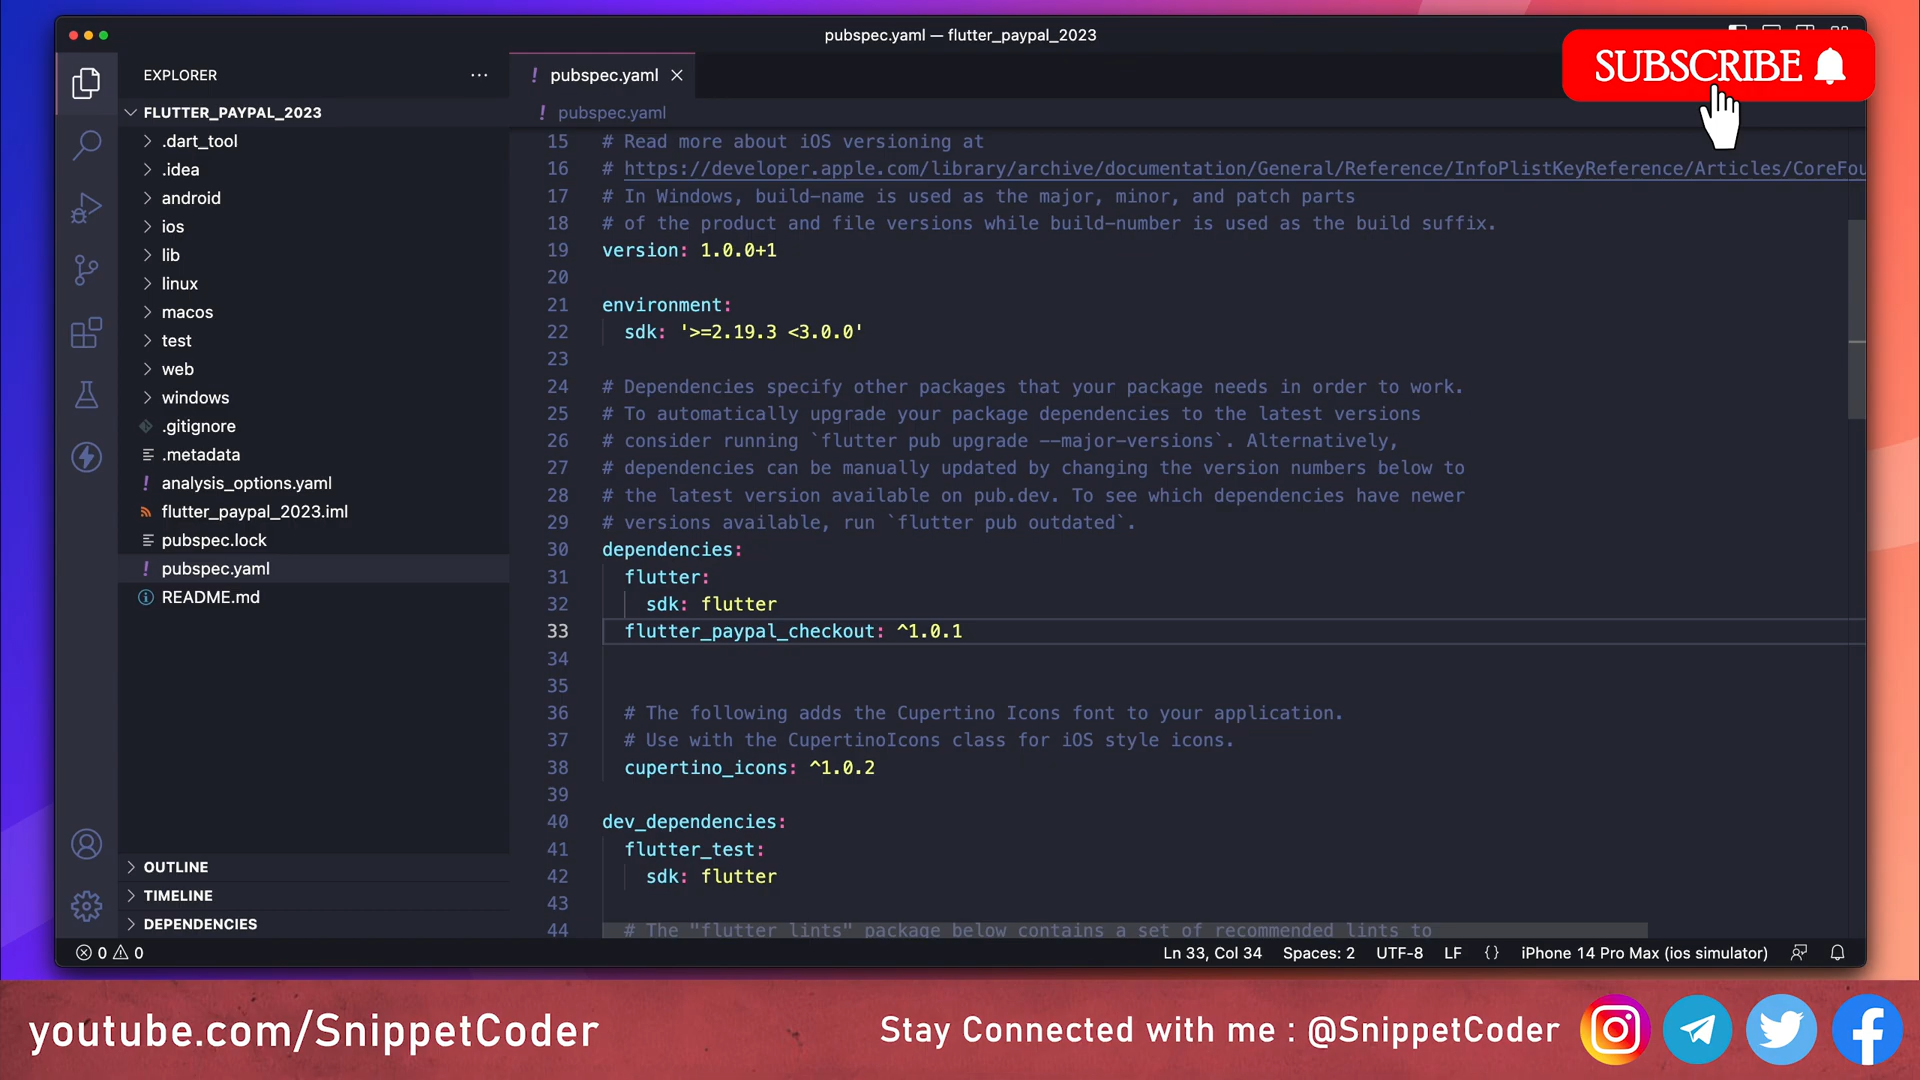 pubspec.yaml — flutter_paypal_2023
SUBSCRIBE
EXPLORER
···
FLUTTER_PAYPAL_2023
.dart_tool
.idea
android
ios
lib
linux
macos
test
web
windows
.gitignore
.metadata
! analysis_options.yaml
flutter_paypal_2023.iml
pubspec.lock
! pubspec.yaml
README.md
OUTLINE
TIMELINE
DEPENDENCIES
! pubspec.yaml
! pubspec.yaml
15 # Read more about iOS versioning at
16 # https://developer.apple.com/library/archive/documentation/General/Reference/InfoPlistKeyReference/Articles/CoreFou
17 # In Windows, build-name is used as the major, minor, and patch parts
18 # of the product and file versions while build-number is used as the build suffix.
19 version: 1.0.0+1
20
21 environment:
22 sdk: '>=2.19.3 <3.0.0'
23
24 # Dependencies specify other packages that your package needs in order to work.
25 # To automatically upgrade your package dependencies to the latest versions
26 # consider running `flutter pub upgrade --major-versions`. Alternatively,
27 # dependencies can be manually updated by changing the version numbers below to
28 # the latest version available on pub.dev. To see which dependencies have newer
29 # versions available, run `flutter pub outdated`.
30 dependencies:
31 flutter:
32 sdk: flutter
33 flutter_paypal_checkout: ^1.0.1
34
35
36 # The following adds the Cupertino Icons font to your application.
37 # Use with the CupertinoIcons class for iOS style icons.
38 cupertino_icons: ^1.0.2
39
40 dev_dependencies:
41 flutter_test:
42 sdk: flutter
43
44 # The "flutter_lints" package below contains a set of recommended lints to
0 0
Ln 33, Col 34 Spaces: 2 UTF-8 LF {} iPhone 14 Pro Max (ios simulator)
youtube.com/SnippetCoder
Stay Connected with me : @SnippetCoder